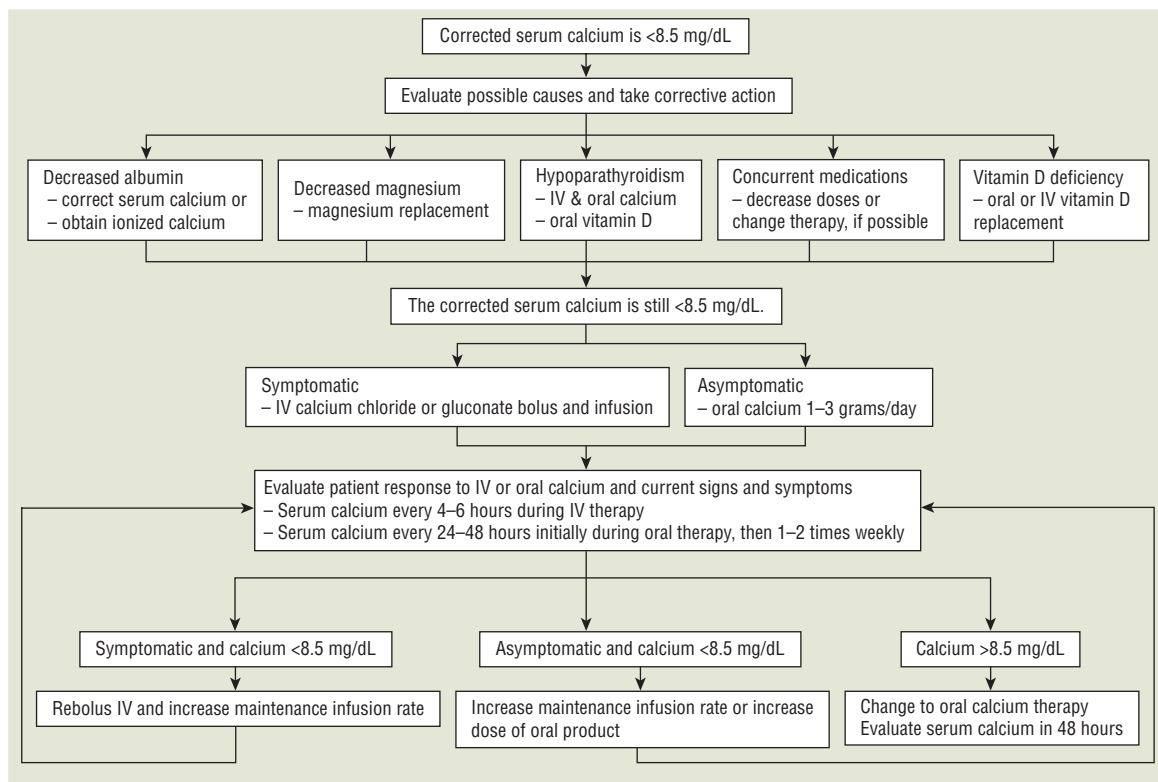 Corrected serum calcium is <8.5 mg/dL
Evaluate possible causes and take corrective action
Decreased albumin
– correct serum calcium or
– obtain ionized calcium
Decreased magnesium
– magnesium replacement
Hypoparathyroidism
– IV & oral calcium
– oral vitamin D
Concurrent medications
– decrease doses or
change therapy, if possible
Vitamin D deficiency
– oral or IV vitamin D
replacement
The corrected serum calcium is still <8.5 mg/dL.
Symptomatic
– IV calcium chloride or gluconate bolus and infusion
Asymptomatic
– oral calcium 1–3 grams/day
Evaluate patient response to IV or oral calcium and current signs and symptoms
– Serum calcium every 4–6 hours during IV therapy
– Serum calcium every 24–48 hours initially during oral therapy, then 1–2 times weekly
Symptomatic and calcium <8.5 mg/dL
Asymptomatic and calcium <8.5 mg/dL
Calcium >8.5 mg/dL
Rebolus IV and increase maintenance infusion rate
Increase maintenance infusion rate or increase
dose of oral product
Change to oral calcium therapy
Evaluate serum calcium in 48 hours